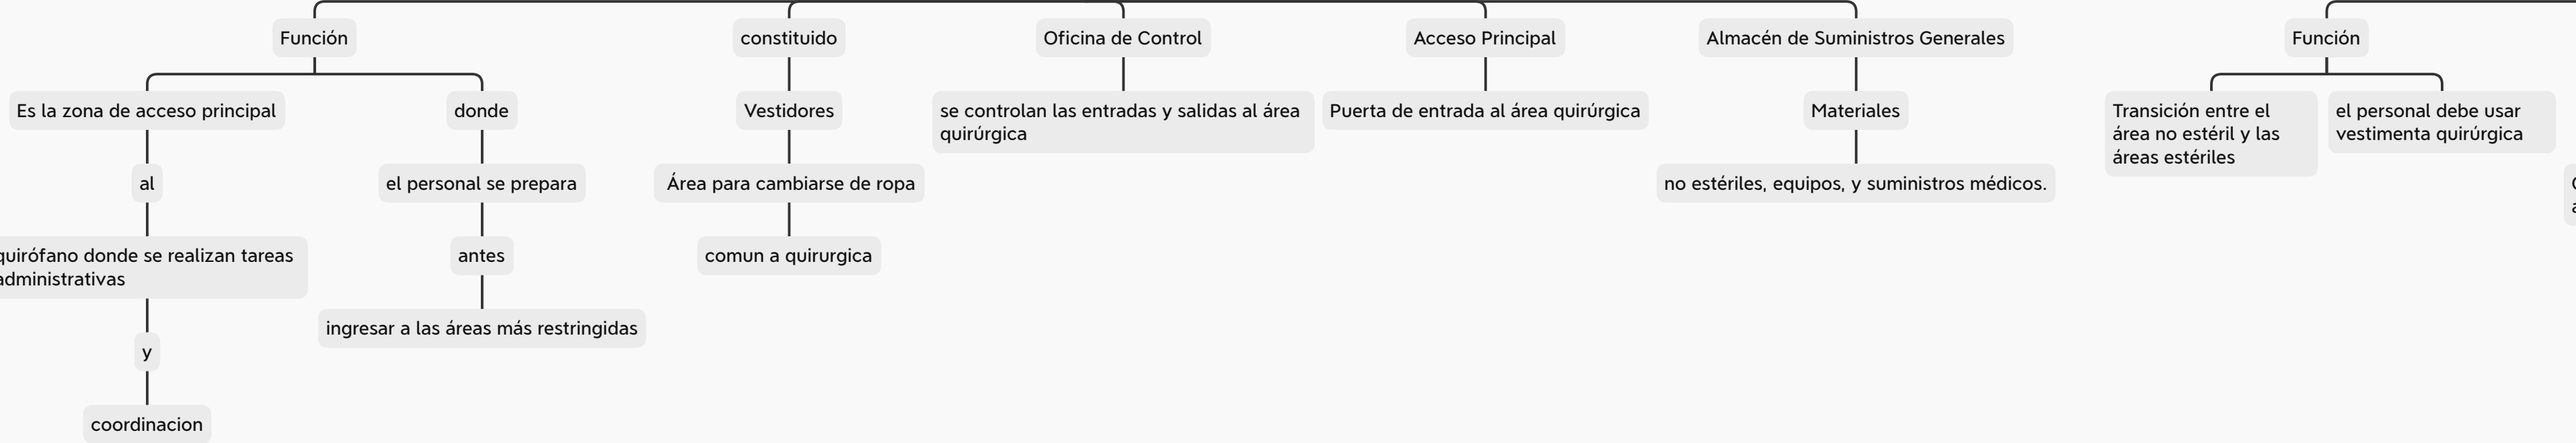 Función
constituido
Oficina de Control
Acceso Principal
Almacén de Suministros Generales
Función
Es la zona de acceso principal
donde
Vestidores
se controlan las entradas y salidas al área
quirúrgica
Puerta de entrada al área quirúrgica
Materiales
Transición entre el
área no estéril y las
áreas estériles
el personal debe usar
vestimenta quirúrgica
al
el personal se prepara
Área para cambiarse de ropa
no estériles, equipos, y suministros médicos.
quirófano donde se realizan tareas
administrativas
antes
comun a quirurgica
ingresar a las áreas más restringidas
y
coordinacion